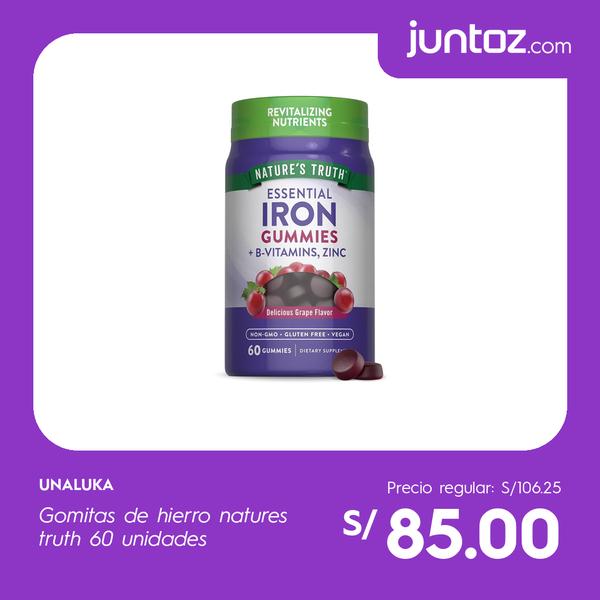 juntoz.com
REVITALIZING
NUTRIENTS
NATURE'S TRUTH
ESSENTIAL
IRON
GUMMIES
+ B-VITAMINS, ZINC
Delicious Grape Flavor
NON-GMO • GLUTEN FREE • VEGAN
60 GUMMIES | DIETARY
UNALUKA
Gomitas de hierro natures
truth 60 unidades
Precio regular: S/106.25
S/ 85.00